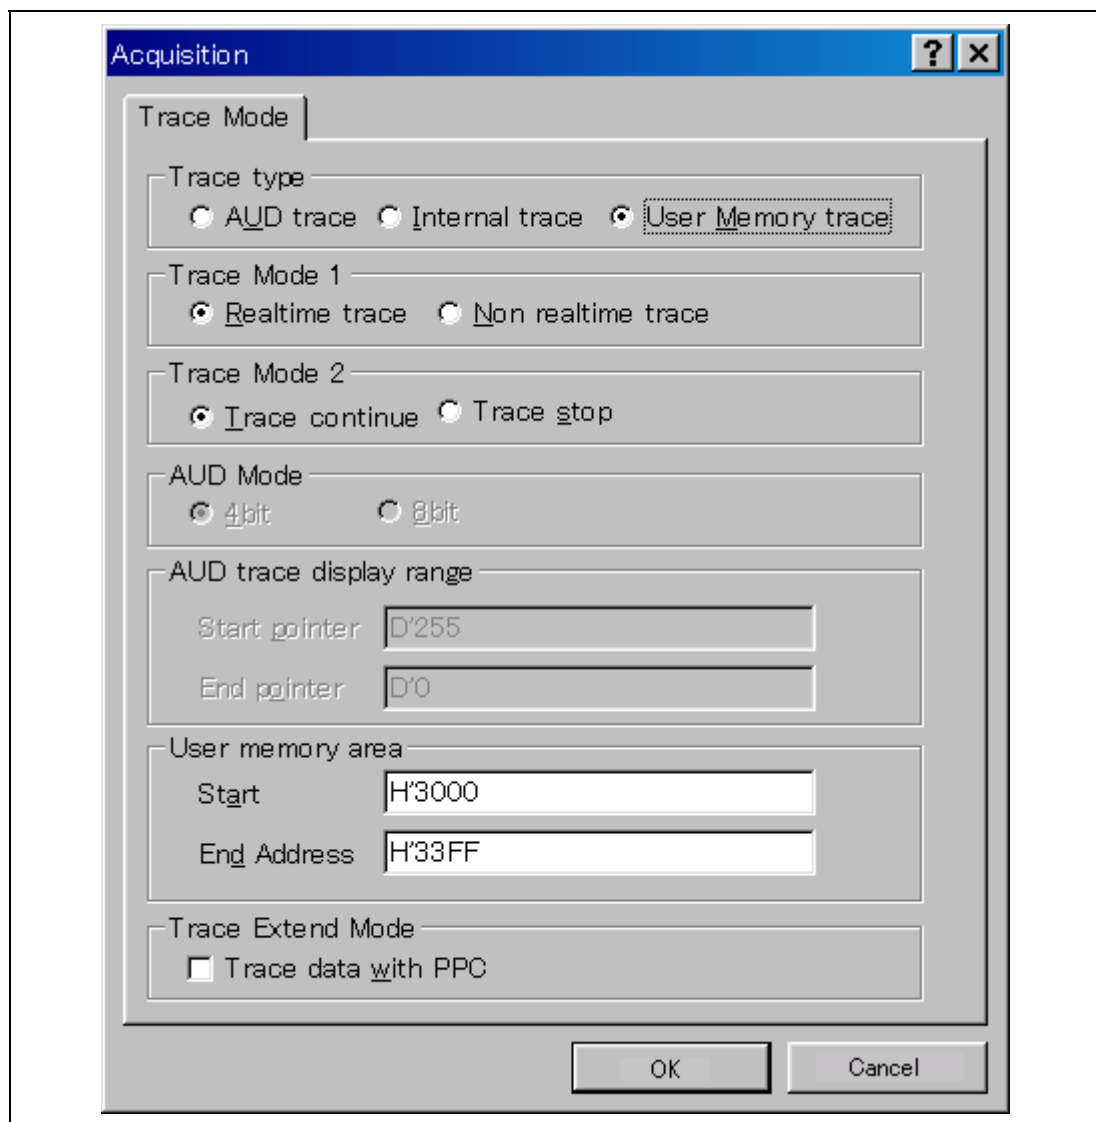 Acquisition
Trace Mode
Trace type
AUD trace Internal trace User Memory trace
Trace Mode 1
Realtime trace Non realtime trace
Trace Mode 2
Trace continue Trace stop
AUD Mode
4bit 8bit
AUD trace display range
Start pointer D'255
End pointer D'0
User memory area
Start H'3000
End Address H'33FF
Trace Extend Mode
Trace data with PPC
OK Cancel